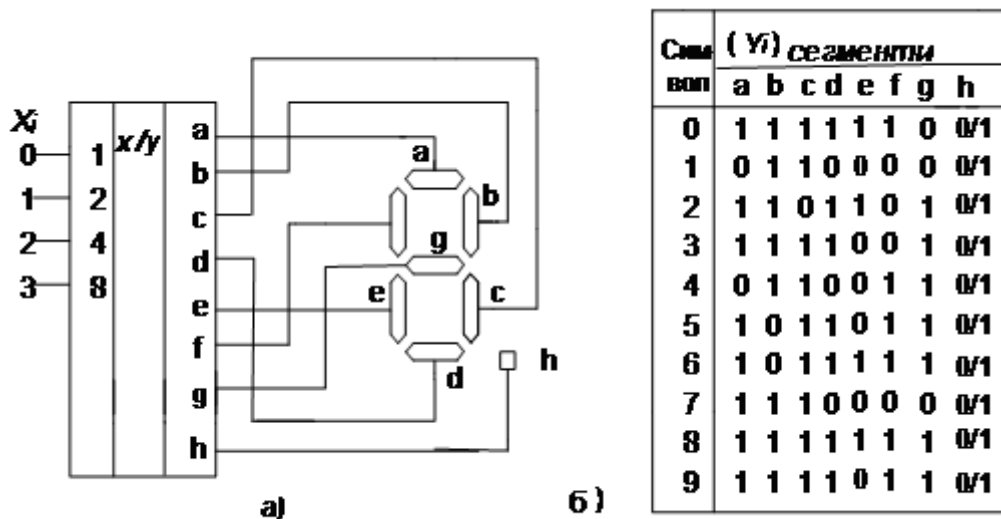 Xi
0
1
2
3
1
2
4
8
x/y
a
b
c
d
e
f
g
h
a
b
g
e
c
d
h
а)
б)
Сим (Yi) сегменти
вол a b c d e f g h
0 1 1 1 1 1 1 0 0/1
1 0 1 1 0 0 0 0 0/1
2 1 1 0 1 1 0 1 0/1
3 1 1 1 1 0 0 1 0/1
4 0 1 1 0 0 1 1 0/1
5 1 0 1 1 0 1 1 0/1
6 1 0 1 1 1 1 1 0/1
7 1 1 1 0 0 0 0 0/1
8 1 1 1 1 1 1 1 0/1
9 1 1 1 1 0 1 1 0/1